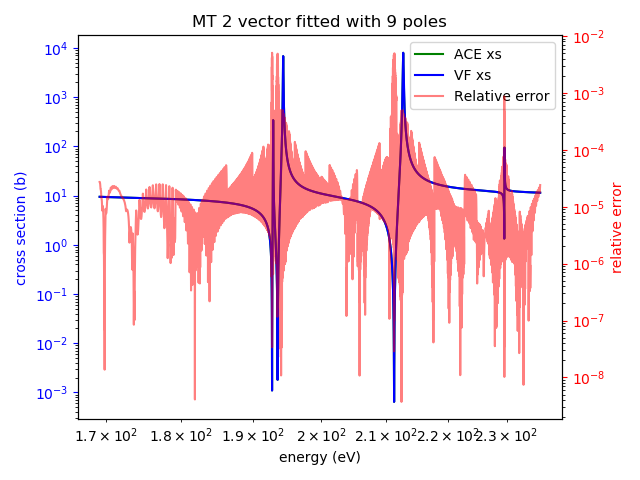 MT 2 vector fitted with 9 poles
ACE xs
VF xs
Relative error
cross section (b)
10⁴
10³
10²
10¹
10⁰
10⁻¹
10⁻²
10⁻³
relative error
10⁻²
10⁻³
10⁻⁴
10⁻⁵
10⁻⁶
10⁻⁷
10⁻⁸
1.7 × 10² 1.8 × 10² 1.9 × 10² 2 × 10² 2.1 × 10² 2.2 × 10² 2.3 × 10²
energy (eV)